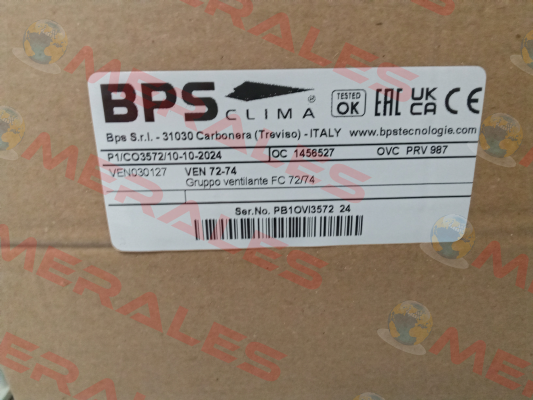 BPS CLIMA ®
TESTED OK EAC UK CA CE
Bps S.r.l. - 31030 Carbonera (Treviso) - ITALY www.bpstecnologie.com
P1/CO3572/10-10-2024 OC 1456527 OVC PRV 987
VEN030127 VEN 72-74
Gruppo ventilante FC 72/74
Ser.No. PB1OVI3572 24
MERALES
MERALES
MERALES
MERALES
MERALES